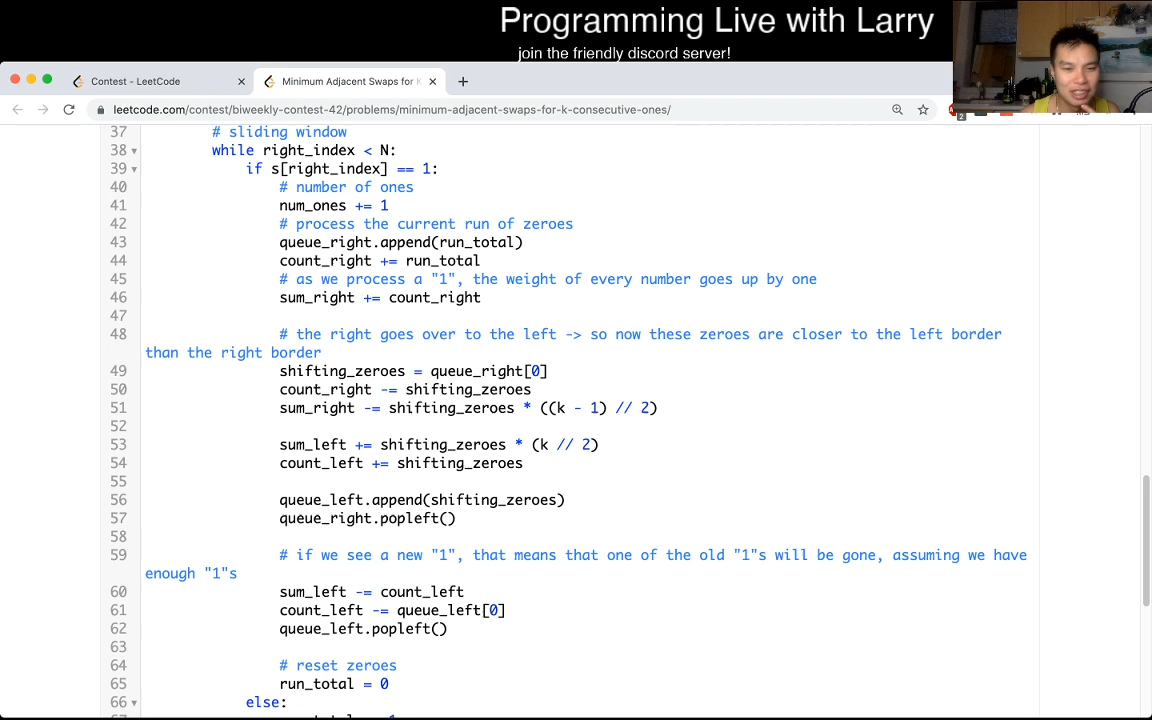 Programming Live with Larry
join the friendly discord server!
Contest - LeetCode
Minimum Adjacent Swaps for K
leetcode.com/contest/biweekly-contest-42/problems/minimum-adjacent-swaps-for-k-consecutive-ones/
2
37 # sliding window
38 while right_index < N:
39 if s[right_index] == 1:
40 # number of ones
41 num_ones += 1
42 # process the current run of zeroes
43 queue_right.append(run_total)
44 count_right += run_total
45 # as we process a "1", the weight of every number goes up by one
46 sum_right += count_right
47
48 # the right goes over to the left -> so now these zeroes are closer to the left border
than the right border
49 shifting_zeroes = queue_right[0]
50 count_right -= shifting_zeroes
51 sum_right -= shifting_zeroes * ((k - 1) // 2)
52
53 sum_left += shifting_zeroes * (k // 2)
54 count_left += shifting_zeroes
55
56 queue_left.append(shifting_zeroes)
57 queue_right.popleft()
58
59 # if we see a new "1", that means that one of the old "1"s will be gone, assuming we have
enough "1"s
60 sum_left -= count_left
61 count_left -= queue_left[0]
62 queue_left.popleft()
63
64 # reset zeroes
65 run_total = 0
66 else: